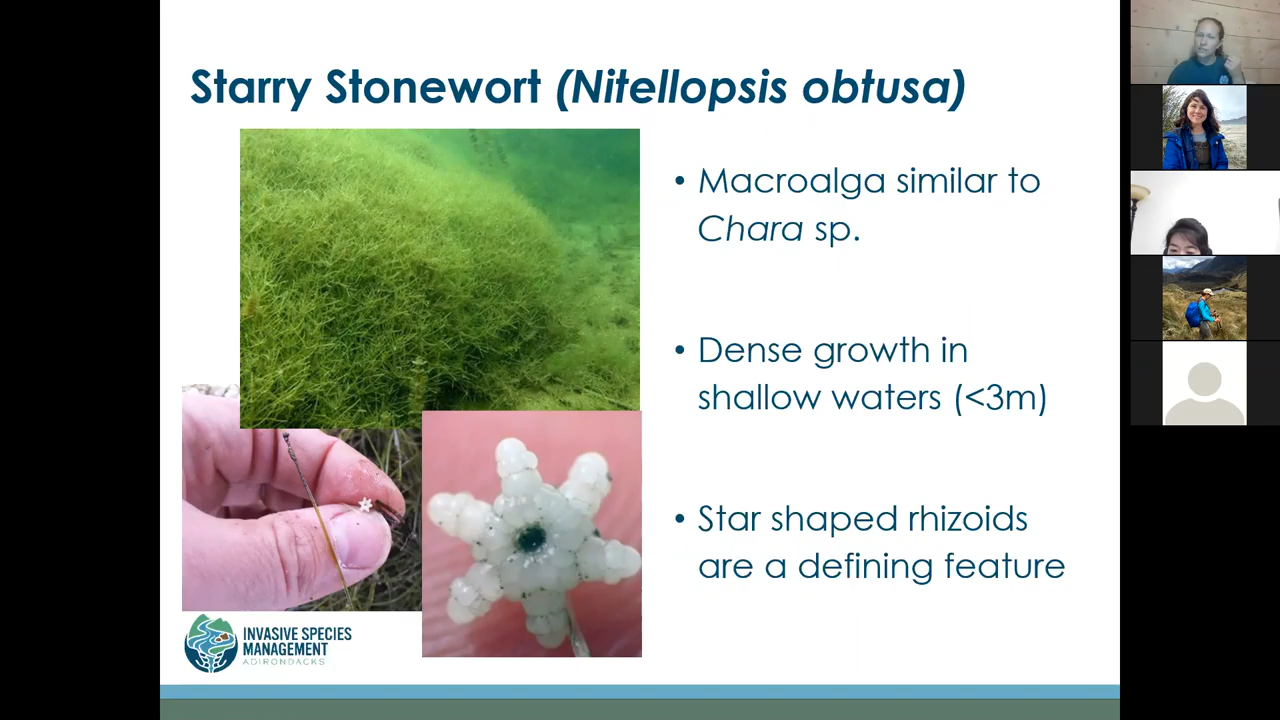 Starry Stonewort (Nitellopsis obtusa)
• Macroalga similar to
Chara sp.
• Dense growth in
shallow waters (<3m)
• Star shaped rhizoids
are a defining feature
INVASIVE SPECIES
MANAGEMENT
ADIRONDACKS